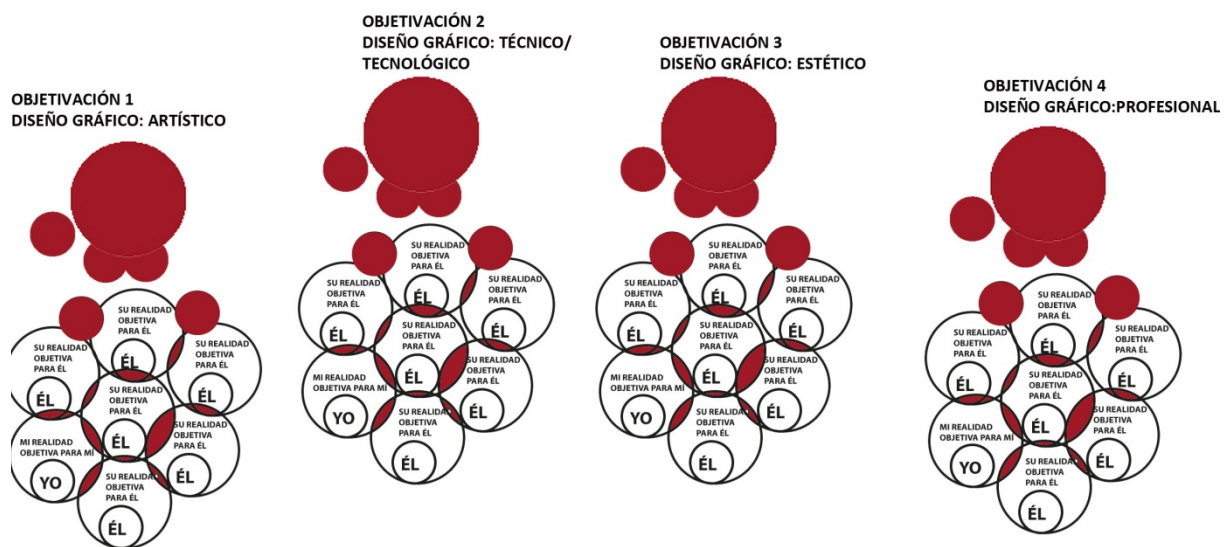 OBJETIVACIÓN 1
DISEÑO GRÁFICO: ARTÍSTICO
SU REALIDAD
OBJETIVA
PARA ÉL
ÉL
SU REALIDAD
OBJETIVA
PARA ÉL
ÉL
SU REALIDAD
OBJETIVA
PARA ÉL
ÉL
SU REALIDAD
OBJETIVA
PARA ÉL
ÉL
MI REALIDAD
OBJETIVA PARA MÍ
YO
SU REALIDAD
OBJETIVA
PARA ÉL
ÉL
SU REALIDAD
OBJETIVA
PARA ÉL
ÉL
OBJETIVACIÓN 2
DISEÑO GRÁFICO: TÉCNICO/
TECNOLÓGICO
SU REALIDAD
OBJETIVA
PARA ÉL
ÉL
SU REALIDAD
OBJETIVA
PARA ÉL
ÉL
SU REALIDAD
OBJETIVA
PARA ÉL
ÉL
SU REALIDAD
OBJETIVA
PARA ÉL
ÉL
MI REALIDAD
OBJETIVA PARA MÍ
YO
SU REALIDAD
OBJETIVA
PARA ÉL
ÉL
SU REALIDAD
OBJETIVA
PARA ÉL
ÉL
OBJETIVACIÓN 3
DISEÑO GRÁFICO: ESTÉTICO
SU REALIDAD
OBJETIVA
PARA ÉL
ÉL
SU REALIDAD
OBJETIVA
PARA ÉL
ÉL
SU REALIDAD
OBJETIVA
PARA ÉL
ÉL
SU REALIDAD
OBJETIVA
PARA ÉL
ÉL
MI REALIDAD
OBJETIVA PARA MÍ
YO
SU REALIDAD
OBJETIVA
PARA ÉL
ÉL
SU REALIDAD
OBJETIVA
PARA ÉL
ÉL
OBJETIVACIÓN 4
DISEÑO GRÁFICO:PROFESIONAL
SU REALIDAD
OBJETIVA
PARA ÉL
ÉL
SU REALIDAD
OBJETIVA
PARA ÉL
ÉL
SU REALIDAD
OBJETIVA
PARA ÉL
ÉL
SU REALIDAD
OBJETIVA
PARA ÉL
ÉL
MI REALIDAD
OBJETIVA PARA MÍ
YO
SU REALIDAD
OBJETIVA
PARA ÉL
ÉL
SU REALIDAD
OBJETIVA
PARA ÉL
ÉL